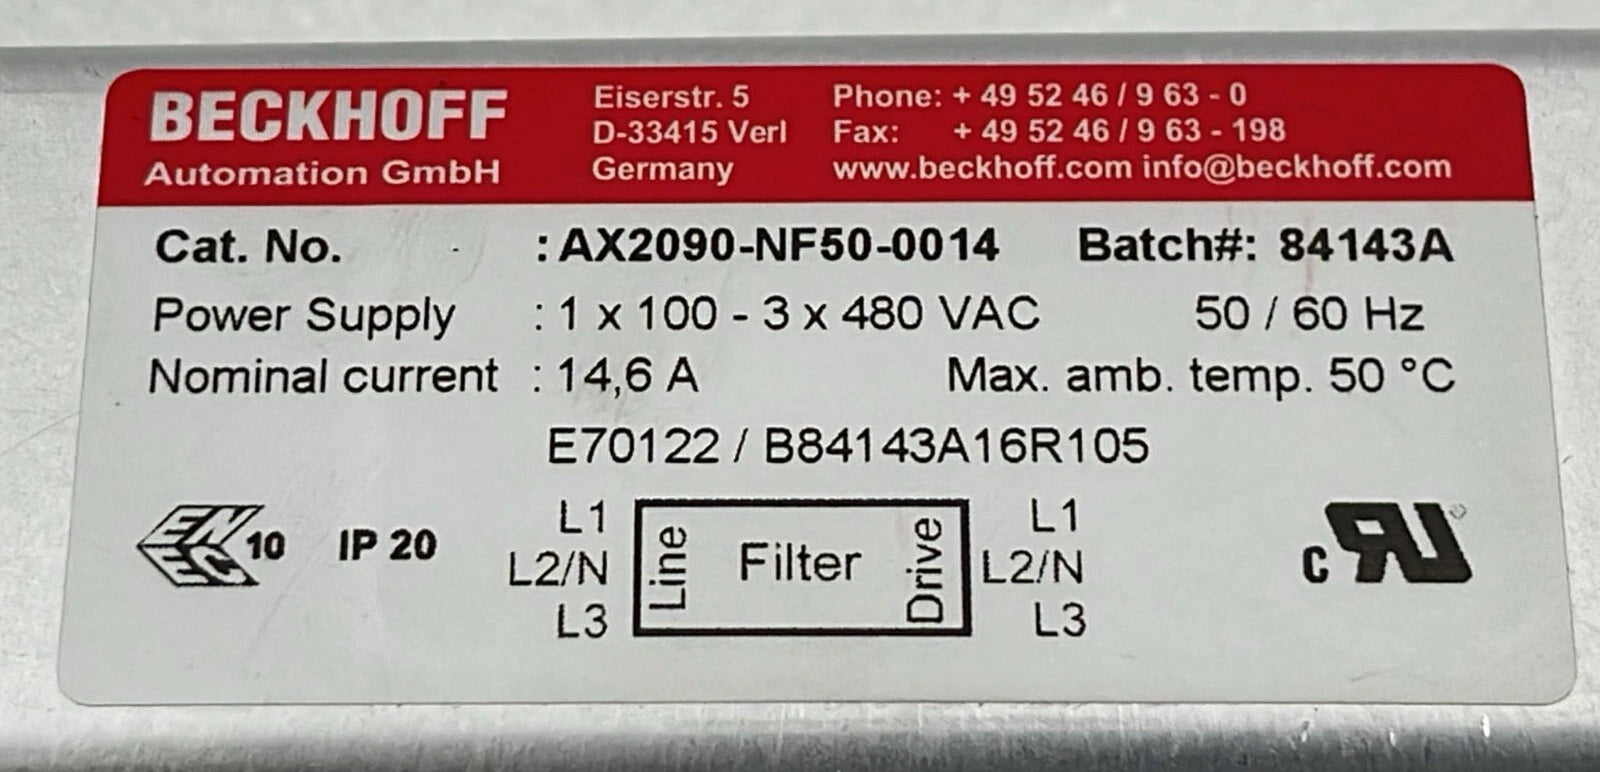 BECKHOFF
Automation GmbH
Eiserstr. 5
D-33415 Verl
Germany
Phone: + 49 52 46 / 9 63 - 0
Fax: + 49 52 46 / 9 63 - 198
www.beckhoff.com info@beckhoff.com
Cat. No. : AX2090-NF50-0014 Batch#: 84143A
Power Supply : 1 x 100 - 3 x 480 VAC 50 / 60 Hz
Nominal current : 14,6 A Max. amb. temp. 50 °C
E70122 / B84143A16R105
ENEC 10 IP 20
L1
L2/N
L3
Line
Filter
Drive
L1
L2/N
L3
c RU ®